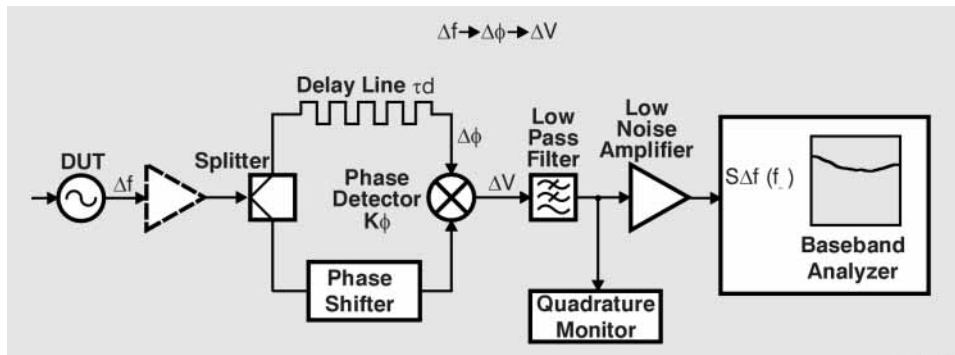 Δf→Δϕ→ΔV
Delay Line τd
DUT
Δf
Splitter
Δϕ
Phase
Detector
Kϕ
ΔV
Low
Pass
Filter
Low
Noise
Amplifier
SΔf (f_)
Baseband
Analyzer
Phase
Shifter
Quadrature
Monitor